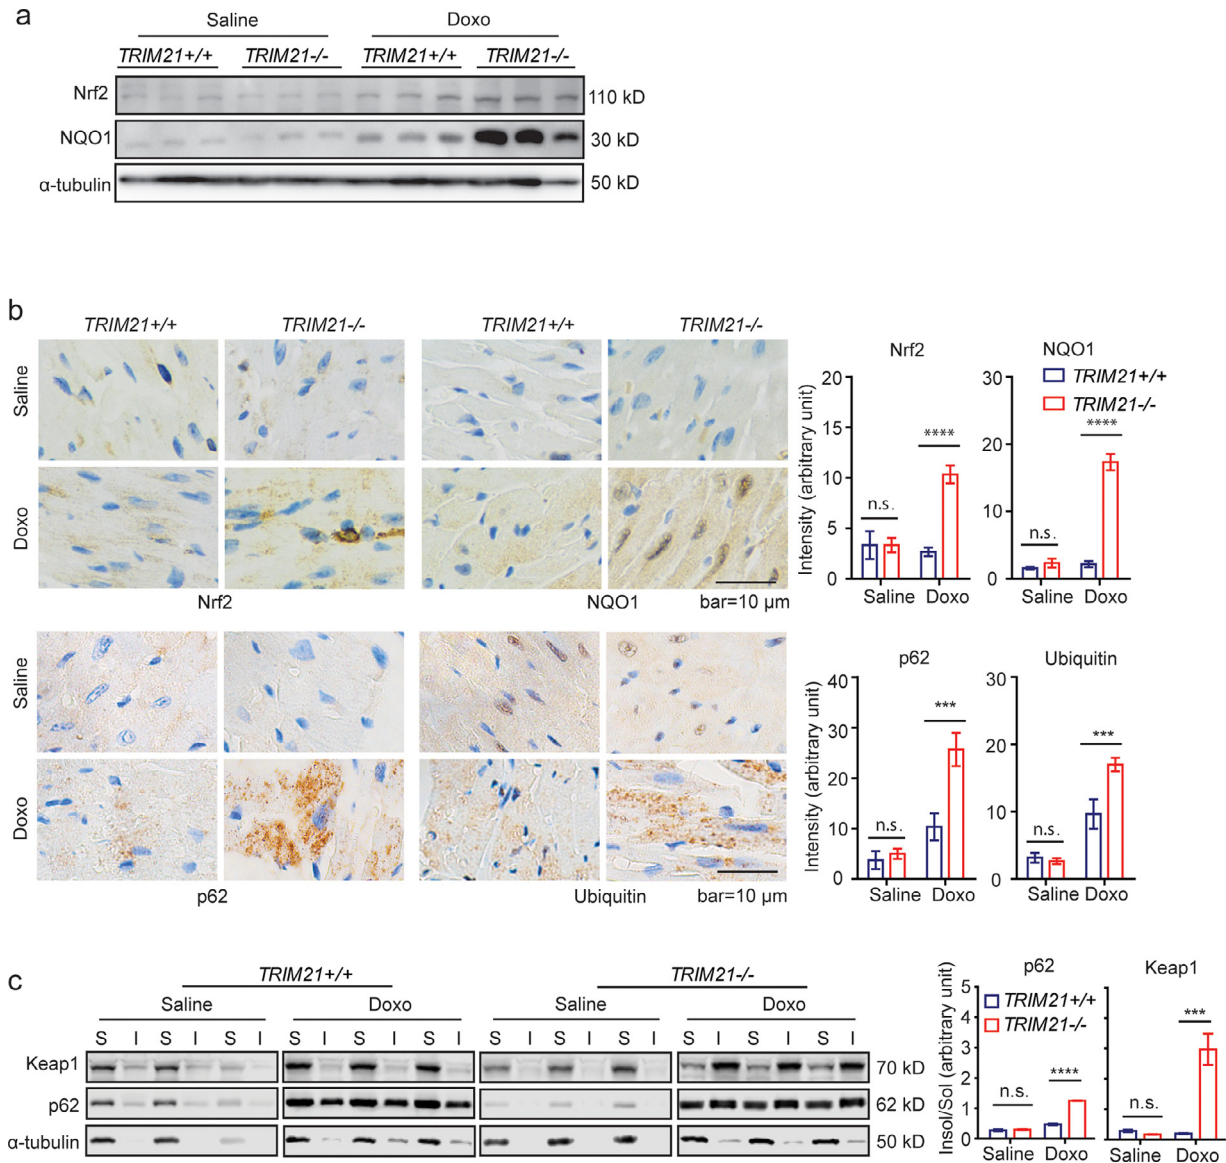 a
Saline Doxo
TRIM21+/+ TRIM21-/- TRIM21+/+ TRIM21-/-
Nrf2 110 kD
NQO1 30 kD
α-tubulin 50 kD
b
TRIM21+/+ TRIM21-/- TRIM21+/+ TRIM21-/-
Saline
Doxo
Nrf2 NQO1 bar=10 µm
Nrf2
Intensity (arbitrary unit)
20
15
10
5
0
n.s.
****
Saline Doxo
NQO1
TRIM21+/+
TRIM21-/-
30
20
10
0
n.s.
****
Saline Doxo
Saline
Doxo
p62 Ubiquitin bar=10 µm
p62
Intensity (arbitrary unit)
40
30
20
10
0
n.s.
***
Saline Doxo
Ubiquitin
30
20
10
0
n.s.
***
Saline Doxo
c
TRIM21+/+ TRIM21-/-
Saline Doxo Saline Doxo
S I S I S I S I S I S I S I S I S I S I S I S I
Keap1 70 kD
p62 62 kD
α-tubulin 50 kD
p62
Insol/Sol (arbitrary unit)
TRIM21+/+
TRIM21-/-
5
4
3
2
1
0
n.s.
****
Saline Doxo
Keap1
n.s.
***
Saline Doxo